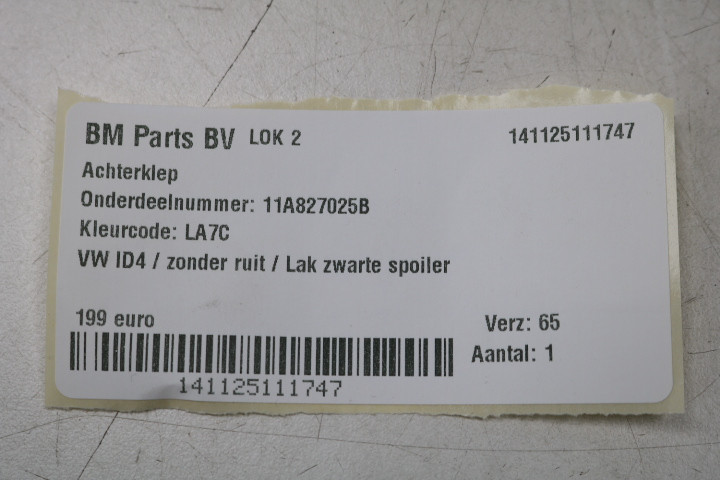 BM Parts BV LOK 2 141125111747
Achterklep
Onderdeelnummer: 11A827025B
Kleurcode: LA7C
VW ID4 / zonder ruit / Lak zwarte spoiler
199 euro Verz: 65
Aantal: 1
141125111747